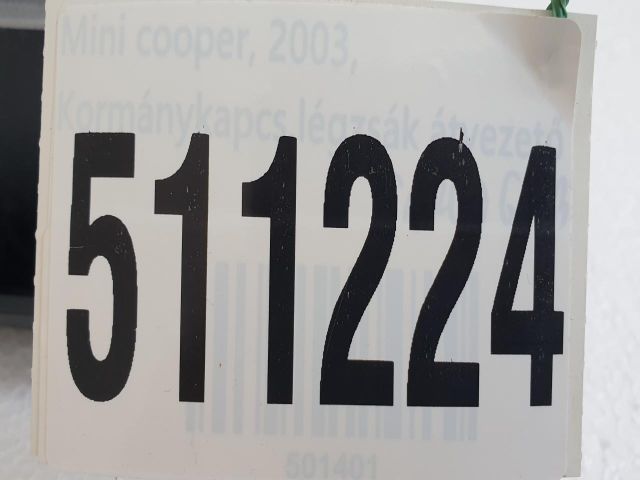 Mini cooper, 2003,
Kormánykapcs légzsák átvezető
511224
501401